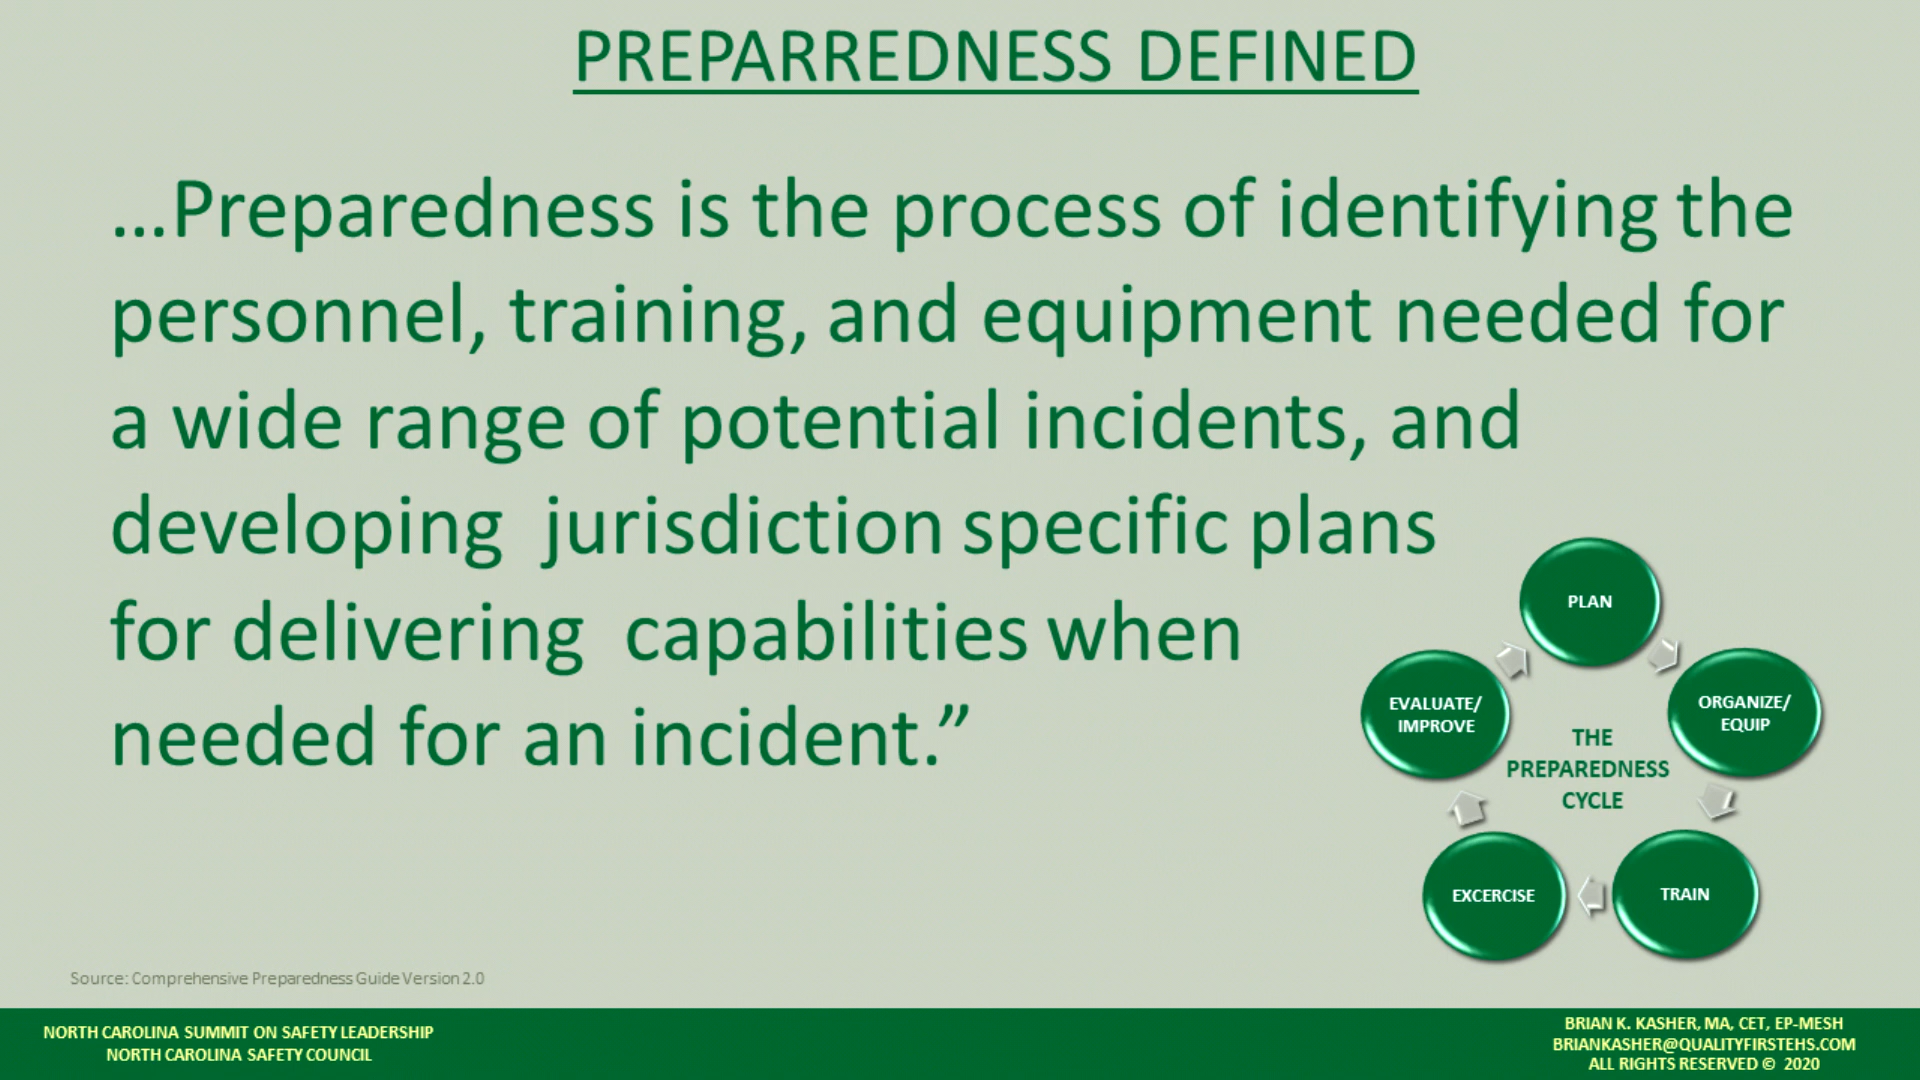 PREPARREDNESS DEFINED
...Preparedness is the process of identifying the
personnel, training, and equipment needed for
a wide range of potential incidents, and
developing jurisdiction specific plans
for delivering capabilities when
needed for an incident.”
PLAN
ORGANIZE/
EQUIP
TRAIN
EXCERCISE
EVALUATE/
IMPROVE
THE
PREPAREDNESS
CYCLE
Source: Comprehensive Preparedness Guide Version 2.0
NORTH CAROLINA SUMMIT ON SAFETY LEADERSHIP
NORTH CAROLINA SAFETY COUNCIL
BRIAN K. KASHER, MA, CET, EP-MESH
BRIANKASHER@QUALITYFIRSTEHS.COM
ALL RIGHTS RESERVED © 2020